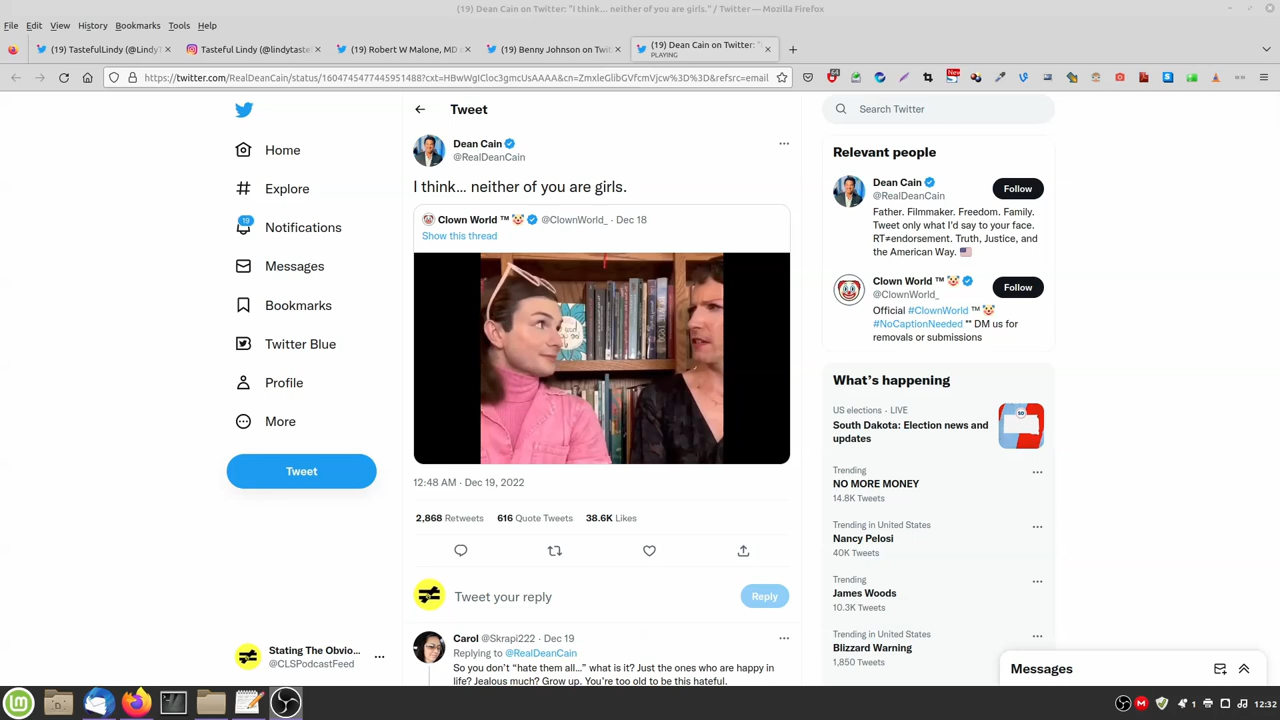 (19) Dean Cain on Twitter: "I think... neither of you are girls." / Twitter — Mozilla Firefox
File Edit View History Bookmarks Tools Help
(19) TastefulLindy (@LindyT
Tasteful Lindy (@lindytaste
(19) Robert W Malone, MD o
(19) Benny Johnson on Twit
(19) Dean Cain on Twitter: "I
PLAYING
https://twitter.com/RealDeanCain/status/1604745477445951488?cxt=HBwWgICloc3gmcUsAAAA&cn=ZmxleGlibGVfcmVjcw%3D%3D&refsrc=email
64
New
Home
Explore
19
Notifications
Messages
Bookmarks
Twitter Blue
Profile
More
Tweet
Stating The Obvio...
@CLSPodcastFeed
Tweet
Dean Cain
@RealDeanCain
I think... neither of you are girls.
Clown World ™ 🤡 @ClownWorld_ · Dec 18
Show this thread
12:48 AM · Dec 19, 2022
2,868 Retweets 616 Quote Tweets 38.6K Likes
Tweet your reply
Reply
Carol @Skrapi222 · Dec 19
Replying to @RealDeanCain
So you don't “hate them all...” what is it? Just the ones who are happy in
life? Jealous much? Grow up. You're too old to be this hateful.
Search Twitter
Relevant people
Dean Cain
@RealDeanCain
Follow
Father. Filmmaker. Freedom. Family.
Tweet only what I'd say to your face.
RT≠endorsement. Truth, Justice, and
the American Way. 🇺🇸
Clown World ™ 🤡
@ClownWorld_
Follow
Official #ClownWorld ™ 🤡
#NoCaptionNeeded ™ DM us for
removals or submissions
What's happening
US elections · LIVE
South Dakota: Election news and
updates
Trending
NO MORE MONEY
14.8K Tweets
Trending in United States
Nancy Pelosi
40K Tweets
Trending
James Woods
10.3K Tweets
Trending in United States
Blizzard Warning
1,850 Tweets
Messages
1
12:32